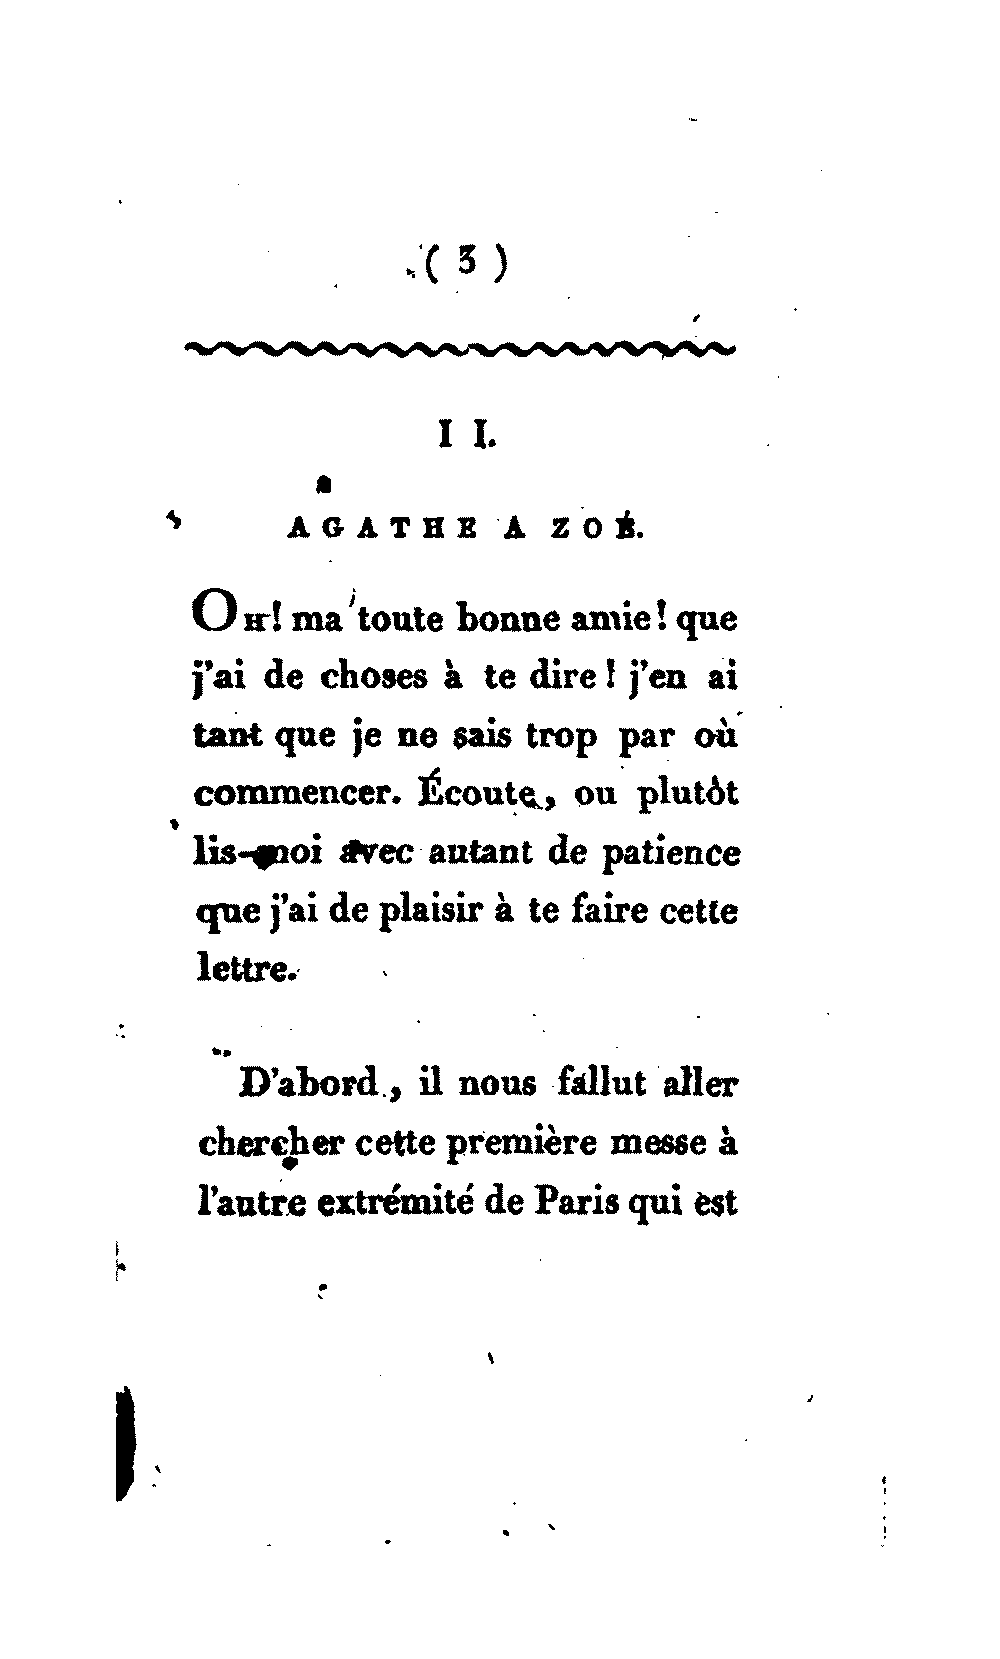 ( 3 )
I I.
AGATHE A ZOÉ.
OH! ma toute bonne amie! que
j'ai de choses à te dire! j'en ai
tant que je ne sais trop par où
commencer. Écoute, ou plutôt
lis-moi avec autant de patience
que j'ai de plaisir à te faire cette
lettre.
D'abord, il nous fallut aller
chercher cette première messe à
l'autre extrémité de Paris qui est